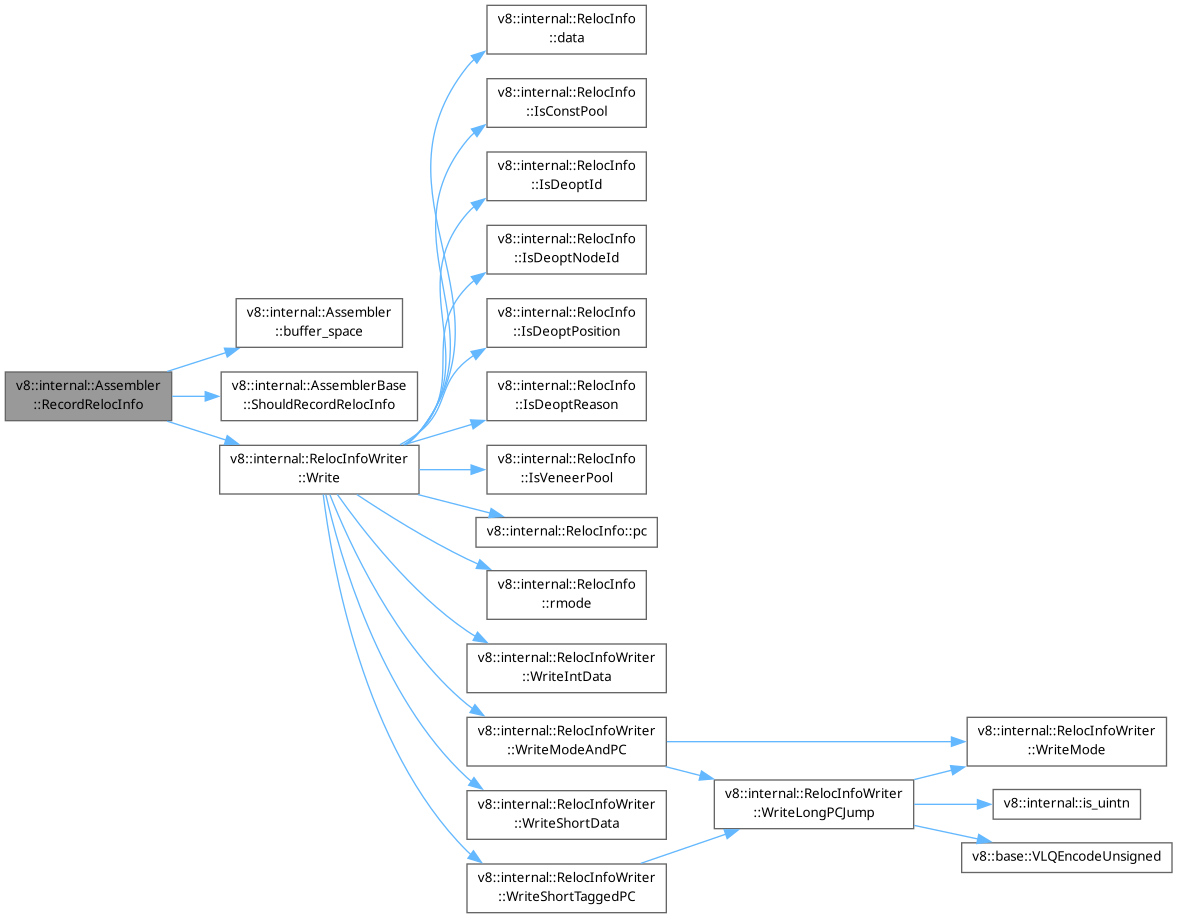 v8::internal::RelocInfo
::data
v8::internal::RelocInfo
::IsConstPool
v8::internal::RelocInfo
::IsDeoptId
v8::internal::RelocInfo
::IsDeoptNodeId
v8::internal::Assembler
::buffer_space
v8::internal::RelocInfo
::IsDeoptPosition
v8::internal::Assembler
::RecordRelocInfo
v8::internal::AssemblerBase
::ShouldRecordRelocInfo
v8::internal::RelocInfo
::IsDeoptReason
v8::internal::RelocInfoWriter
::Write
v8::internal::RelocInfo
::IsVeneerPool
v8::internal::RelocInfo::pc
v8::internal::RelocInfo
::rmode
v8::internal::RelocInfoWriter
::WriteIntData
v8::internal::RelocInfoWriter
::WriteModeAndPC
v8::internal::RelocInfoWriter
::WriteMode
v8::internal::RelocInfoWriter
::WriteShortData
v8::internal::RelocInfoWriter
::WriteLongPCJump
v8::internal::is_uintn
v8::base::VLQEncodeUnsigned
v8::internal::RelocInfoWriter
::WriteShortTaggedPC